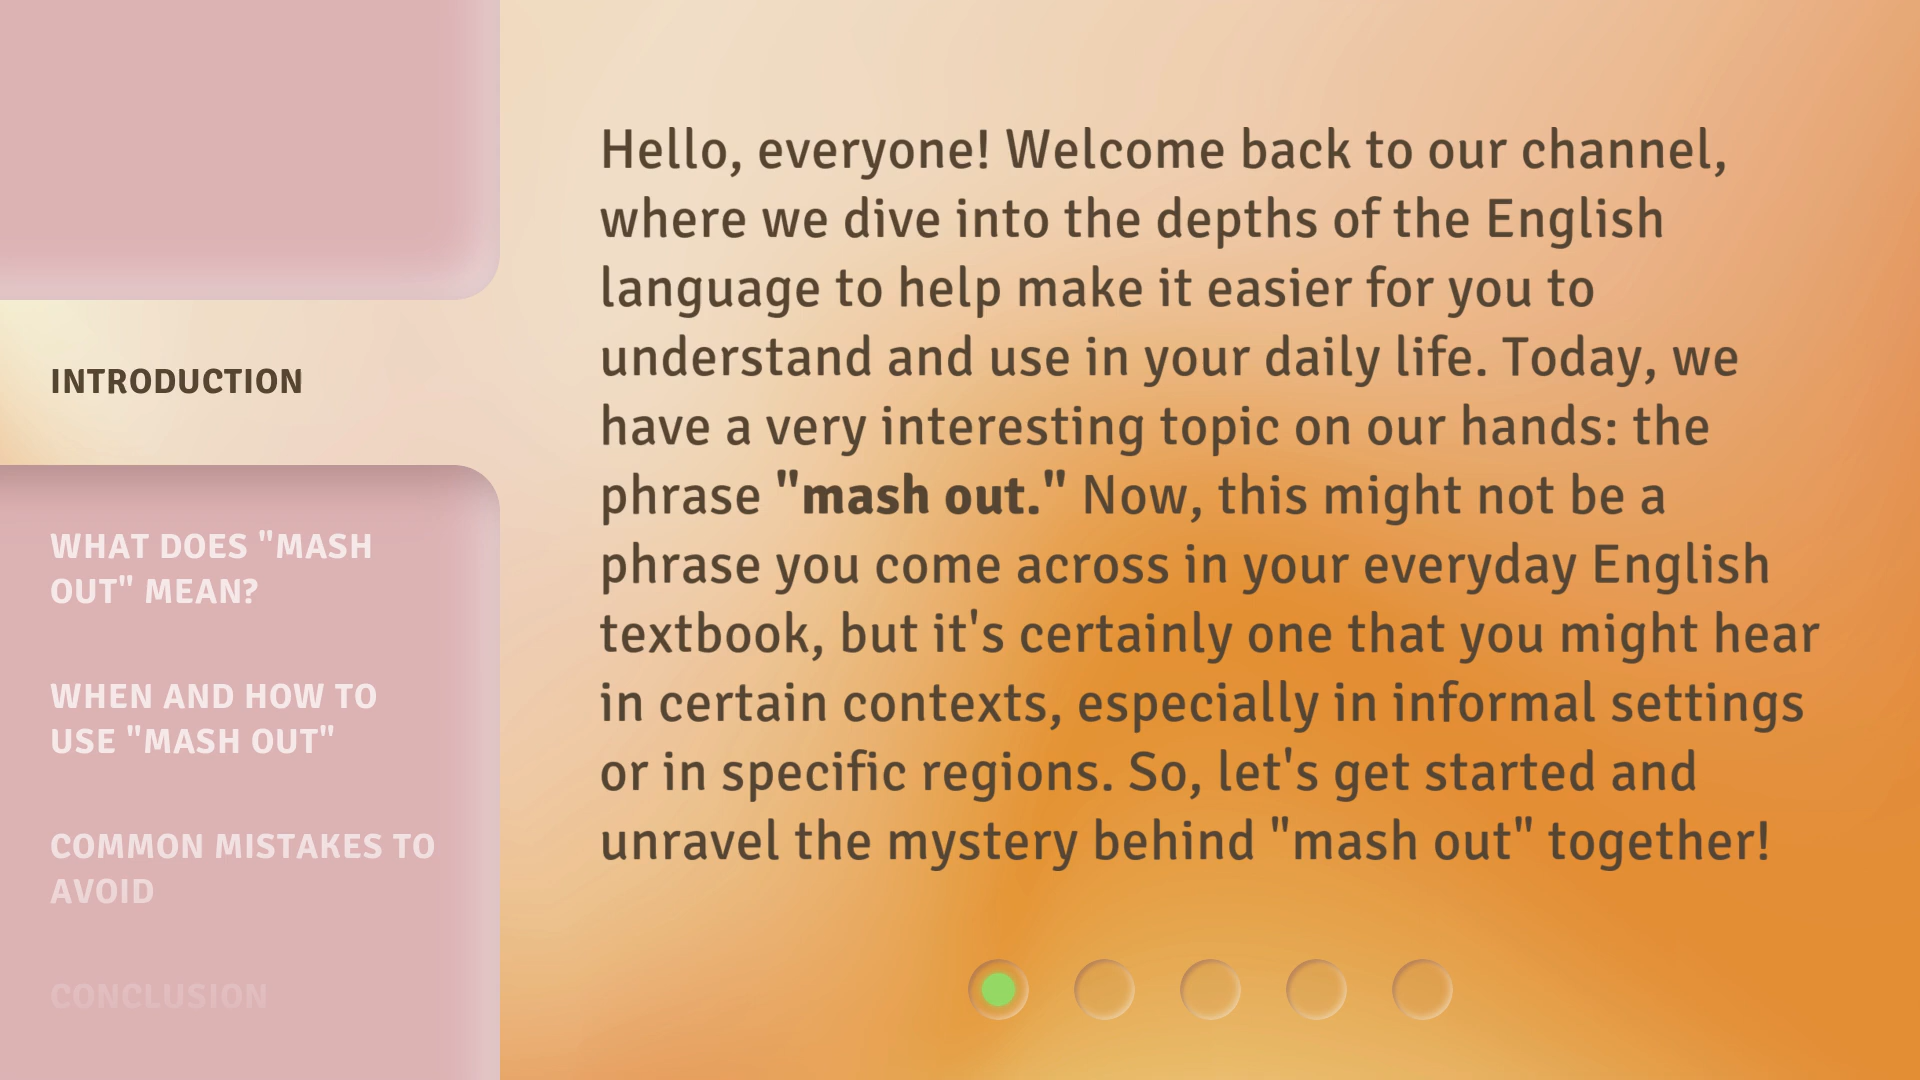 INTRODUCTION
WHAT DOES "MASH
OUT" MEAN?
WHEN AND HOW TO
USE "MASH OUT"
COMMON MISTAKES TO
AVOID
CONCLUSION
Hello, everyone! Welcome back to our channel,
where we dive into the depths of the English
language to help make it easier for you to
understand and use in your daily life. Today, we
have a very interesting topic on our hands: the
phrase "mash out." Now, this might not be a
phrase you come across in your everyday English
textbook, but it's certainly one that you might hear
in certain contexts, especially in informal settings
or in specific regions. So, let's get started and
unravel the mystery behind "mash out" together!